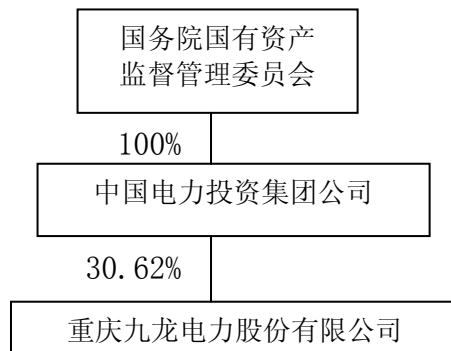 国务院国有资产
监督管理委员会
100%
中国电力投资集团公司
30.62%
重庆九龙电力股份有限公司